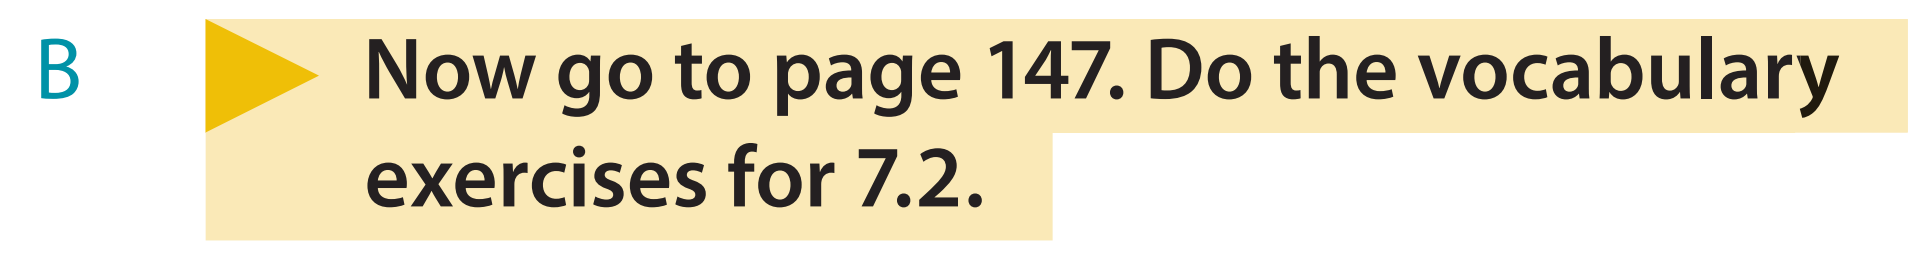 B Now go to page 147. Do the vocabulary
exercises for 7.2.